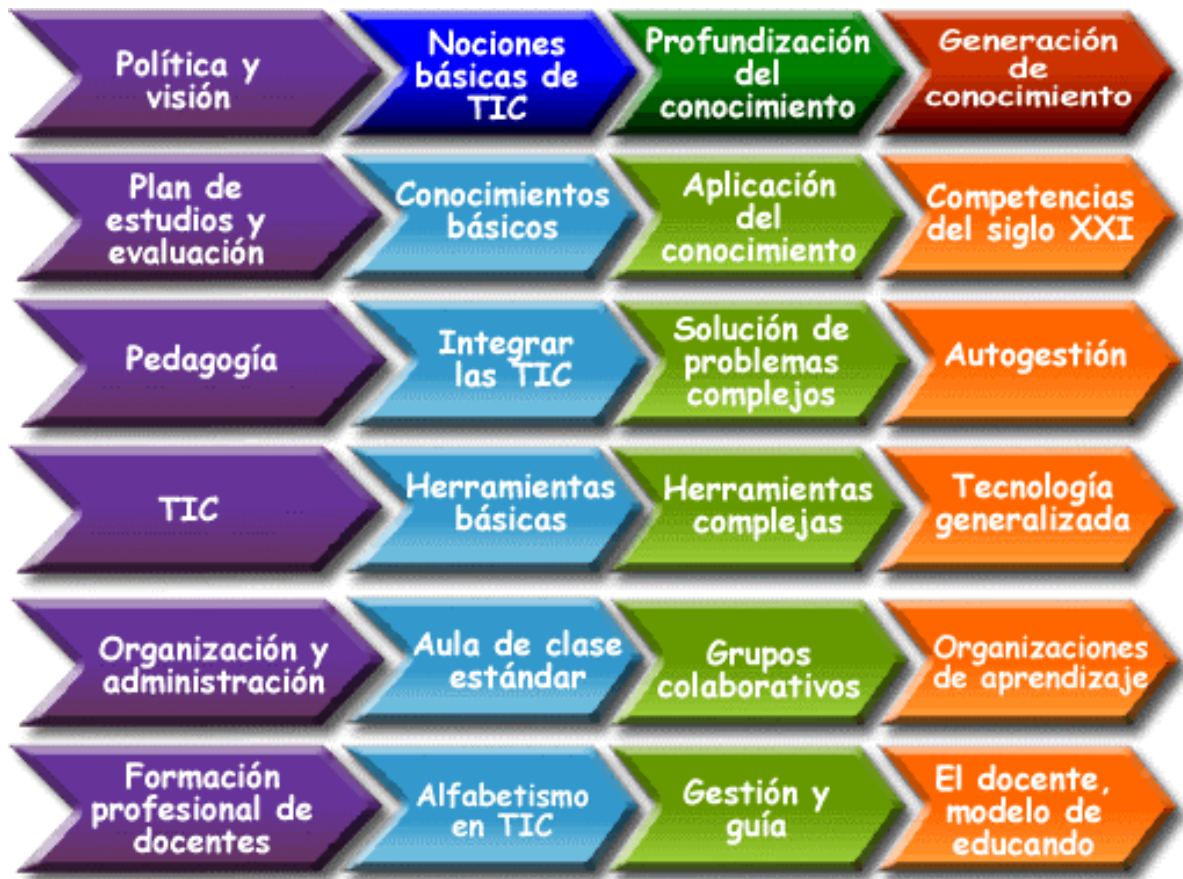 Política y
visión
Nociones
básicas de
TIC
Profundización
del
conocimiento
Generación
de
conocimiento
Plan de
estudios y
evaluación
Conocimientos
básicos
Aplicación
del
conocimiento
Competencias
del siglo XXI
Pedagogía
Integrar
las TIC
Solución de
problemas
complejos
Autogestión
TIC
Herramientas
básicas
Herramientas
complejas
Tecnología
generalizada
Organización y
administración
Aula de clase
estándar
Grupos
colaborativos
Organizaciones
de aprendizaje
Formación
profesional de
docentes
Alfabetismo
en TIC
Gestión y
guía
El docente,
modelo de
educando